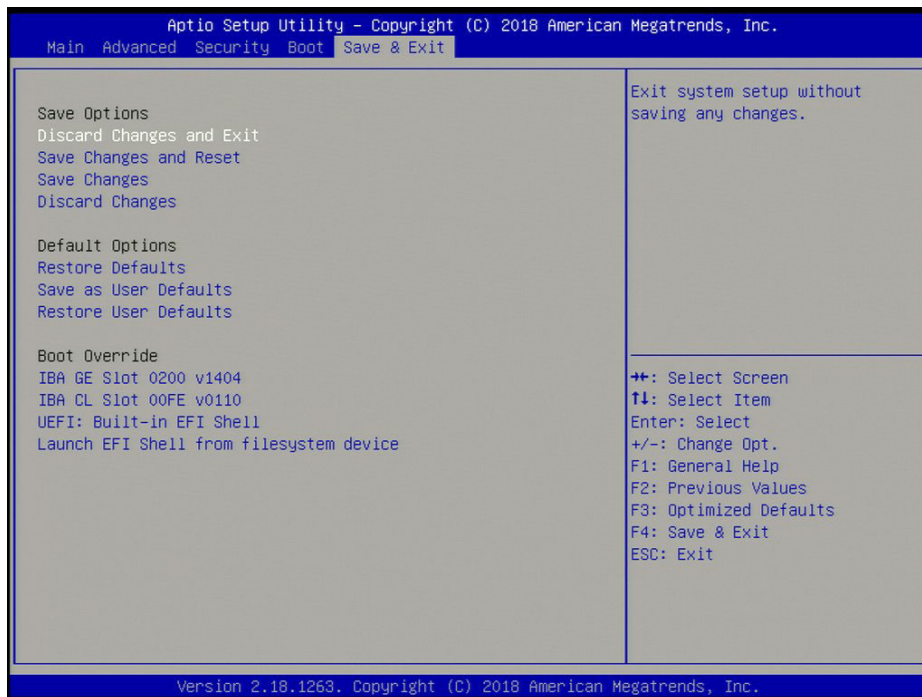 Aptio Setup Utility – Copyright (C) 2018 American Megatrends, Inc.
Main Advanced Security Boot Save & Exit
Save Options
Discard Changes and Exit
Save Changes and Reset
Save Changes
Discard Changes
Default Options
Restore Defaults
Save as User Defaults
Restore User Defaults
Boot Override
IBA GE Slot 0200 v1404
IBA CL Slot 00FE v0110
UEFI: Built-in EFI Shell
Launch EFI Shell from filesystem device
Exit system setup without
saving any changes.
→←: Select Screen
↑↓: Select Item
Enter: Select
+/-: Change Opt.
F1: General Help
F2: Previous Values
F3: Optimized Defaults
F4: Save & Exit
ESC: Exit
Version 2.18.1263. Copyright (C) 2018 American Megatrends, Inc.